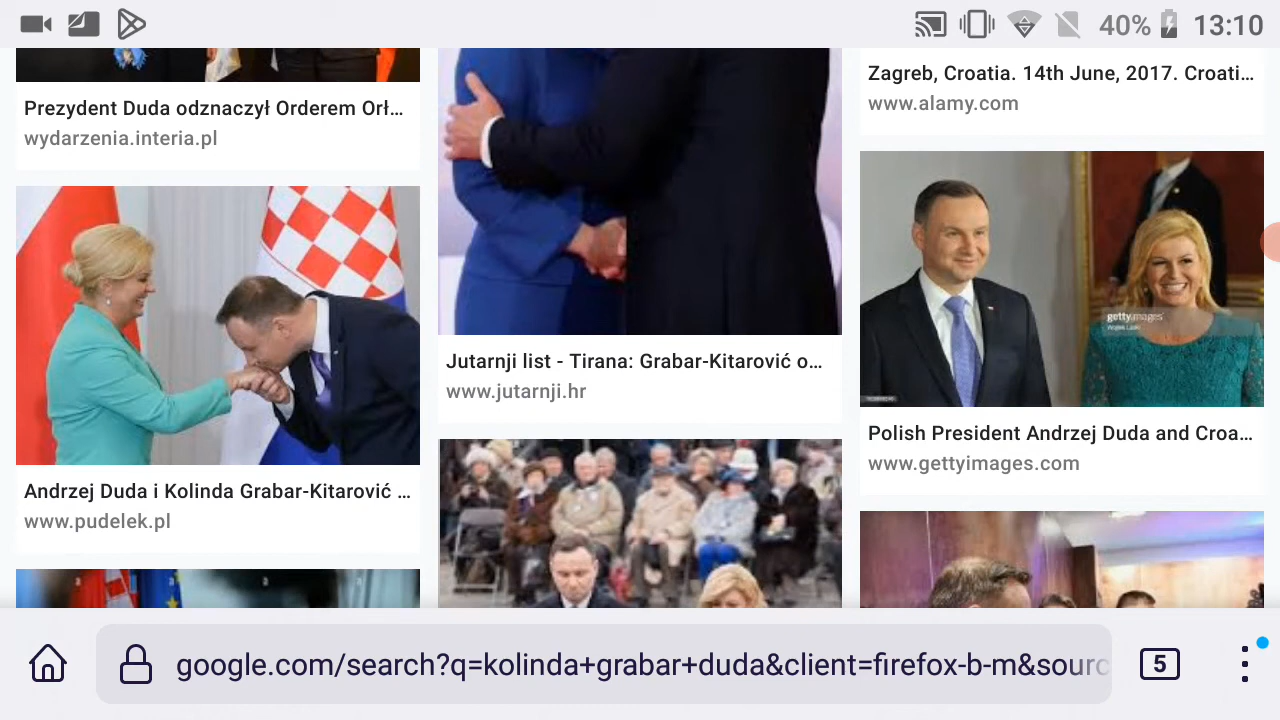 40% 13:10
Prezydent Duda odznaczył Orderem Orł...
wydarzenia.interia.pl
Andrzej Duda i Kolinda Grabar-Kitarović ...
www.pudelek.pl
Jutarnji list - Tirana: Grabar-Kitarović o...
www.jutarnji.hr
Zagreb, Croatia. 14th June, 2017. Croati...
www.alamy.com
gettyimages
Polish President Andrzej Duda and Croa...
www.gettyimages.com
google.com/search?q=kolinda+grabar+duda&client=firefox-b-m&sourc
5